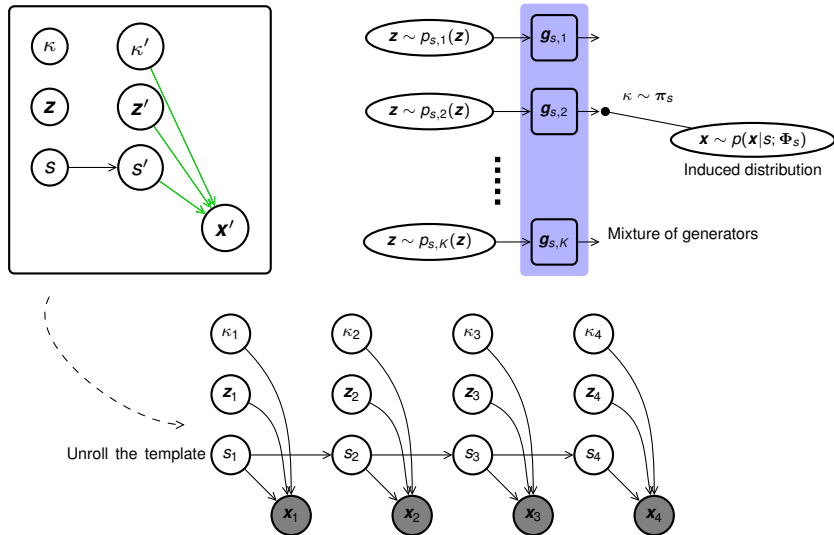 κ κ′
z z′
s s′
x′
z ∼ p_{s,1}(z) g_{s,1}
z ∼ p_{s,2}(z) g_{s,2}
κ ∼ π_s
x ∼ p(x|s; Φ_s)
Induced distribution
z ∼ p_{s,K}(z) g_{s,K}
Mixture of generators
κ_1 κ_2 κ_3 κ_4
z_1 z_2 z_3 z_4
Unroll the template s_1 s_2 s_3 s_4
x_1 x_2 x_3 x_4